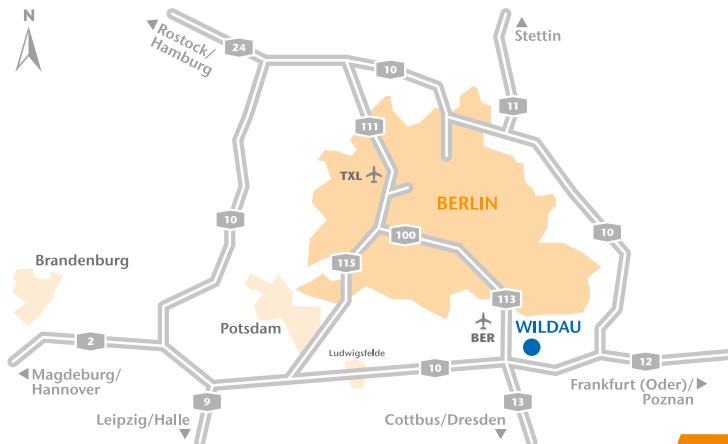 N
Rostock/
Hamburg
24
10
Stettin
11
111
TXL
BERLIN
10
100
10
115
Brandenburg
113
Potsdam
BER
WILDAU
2
Ludwigsfelde
10
12
Magdeburg/
Hannover
Frankfurt (Oder)/
Poznan
9
13
Leipzig/Halle
Cottbus/Dresden